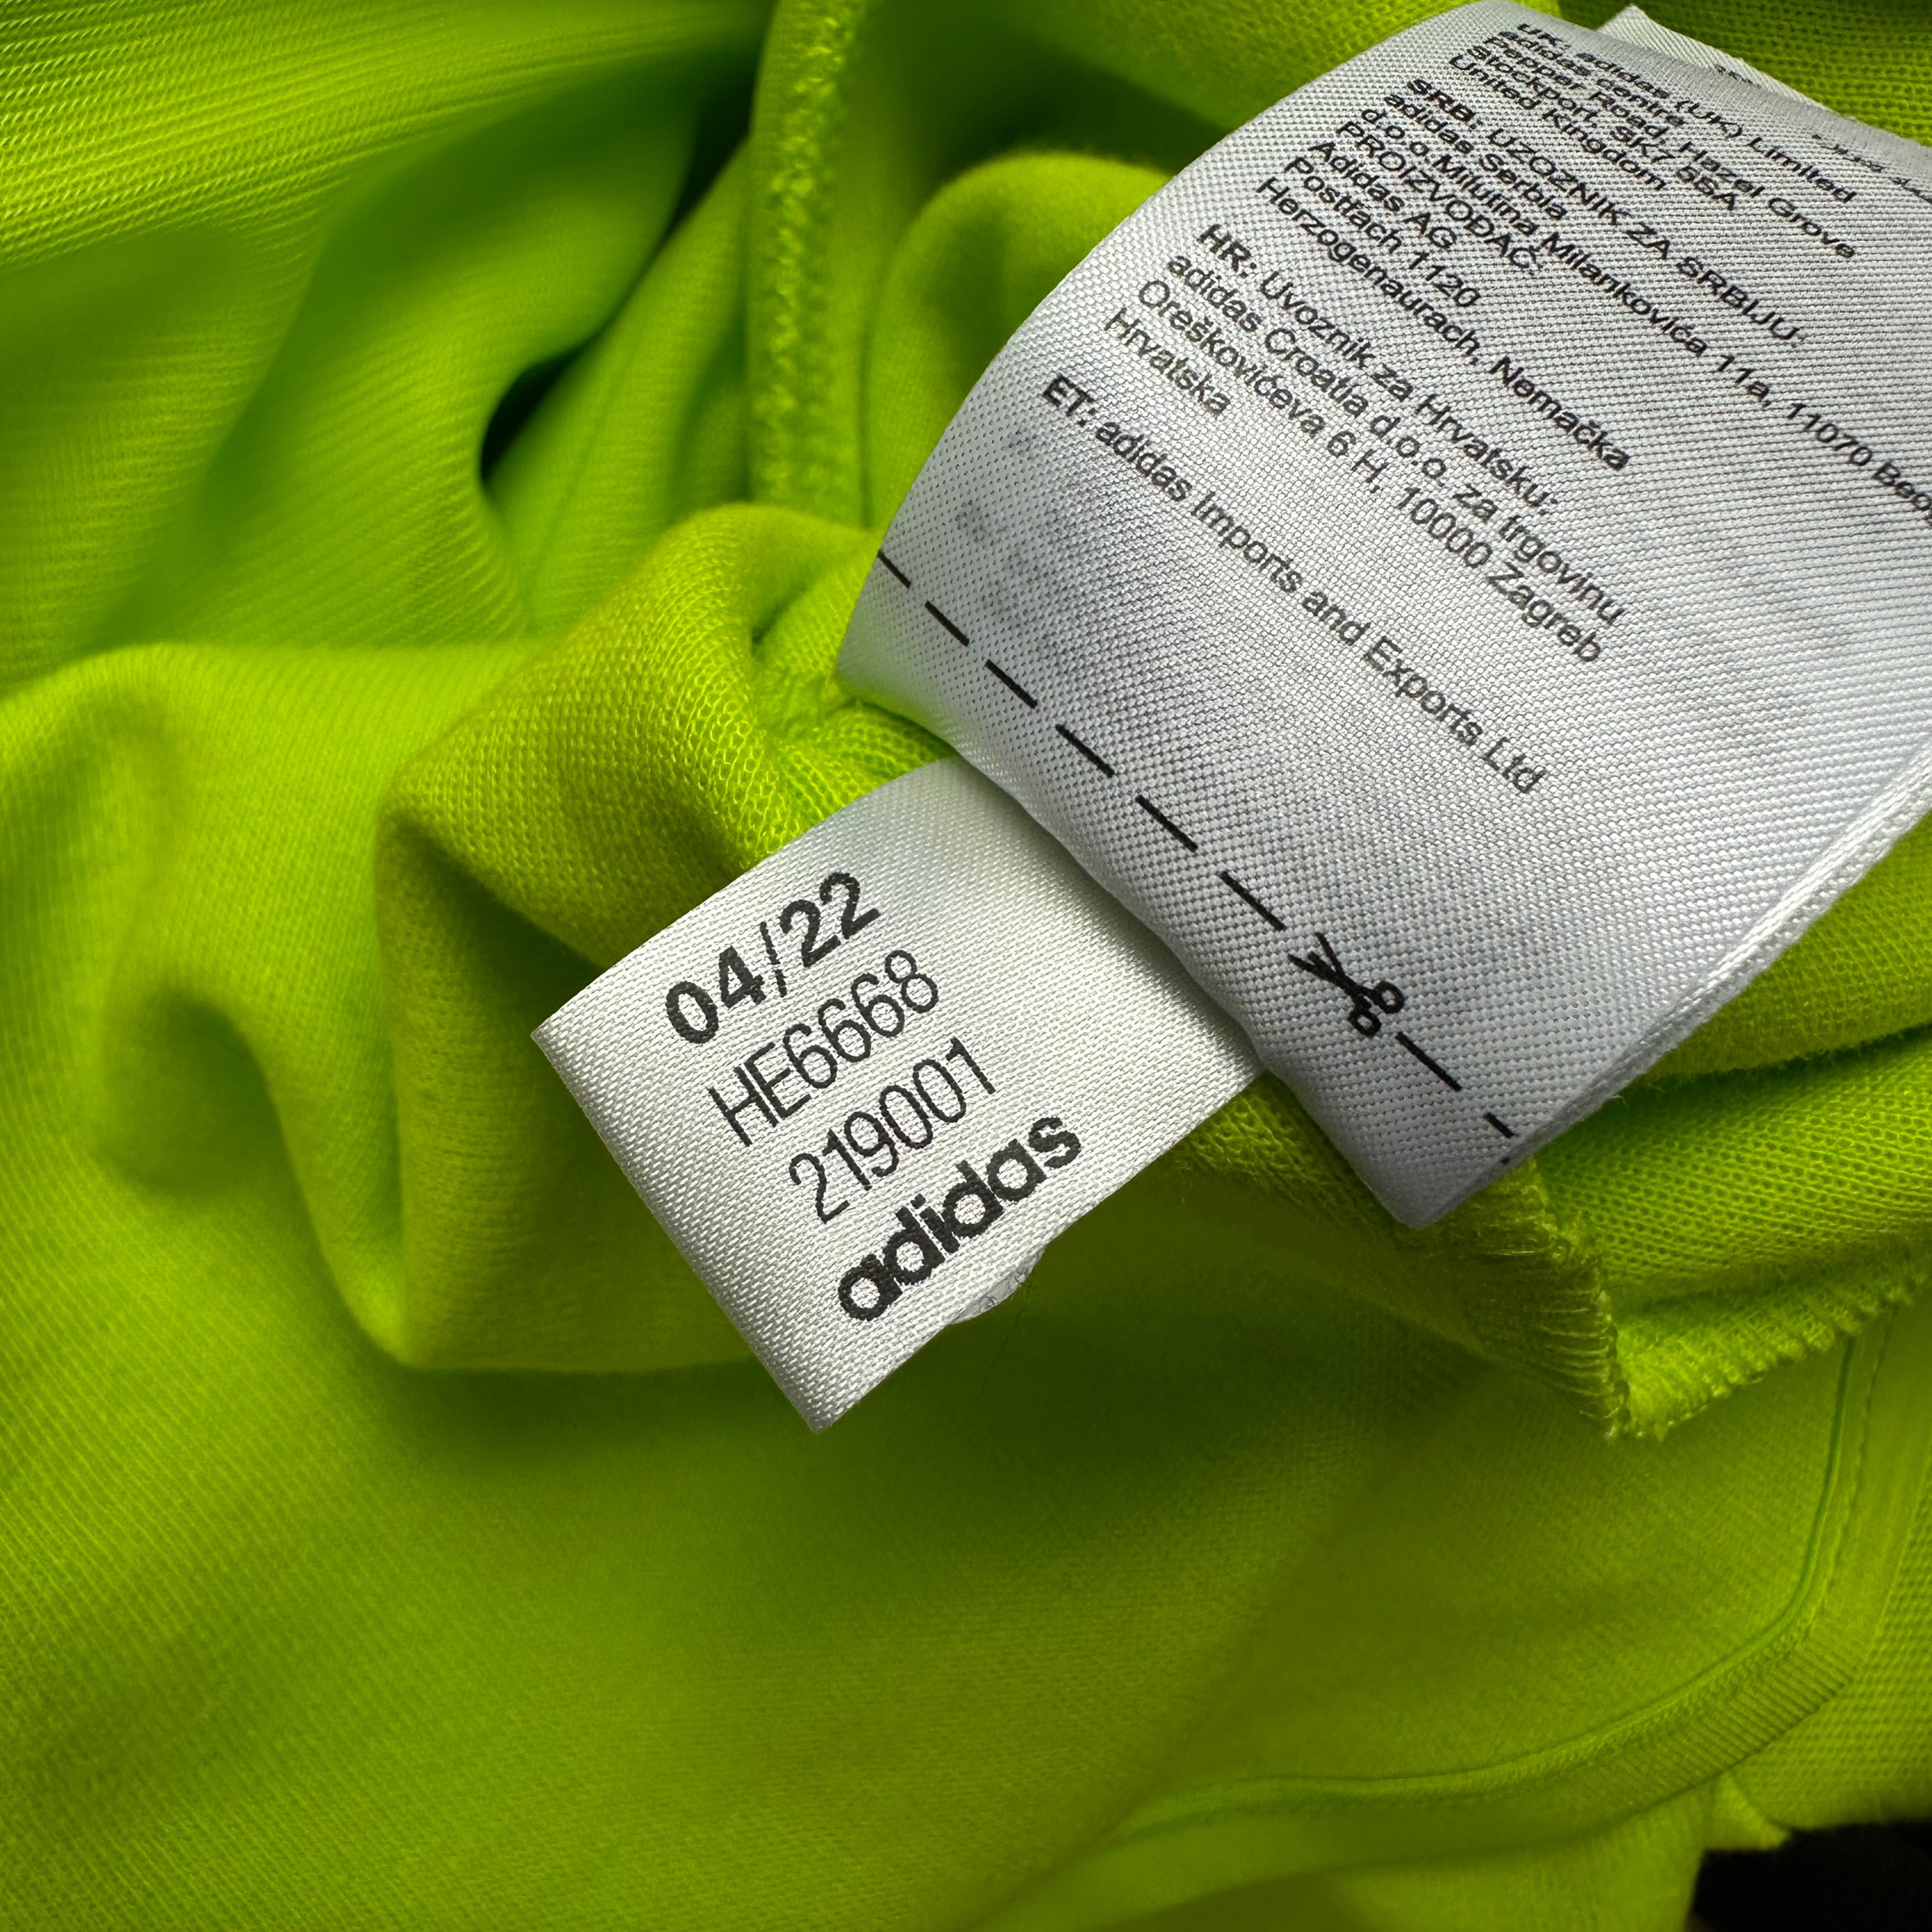 UK: adidas (UK) Limited
adidas Centre
Pepper Road, Hazel Grove
Stockport, SK7 5SA
United Kingdom
SRB: UZOZNIK ZA SRBIJU:
adidas Serbia
d.o.o Milutina Milankovića 11a, 11070 Beo
PROIZVOĐAČ
Adidas AG
Postfach 1120
Herzogenaurach, Nemačka
HR: Uvoznik za Hrvatsku:
adidas Croatia d.o.o. za trgovinu
Oreškovićeva 6 H, 10000 Zagreb
Hrvatska
ET: adidas Imports and Exports Ltd
04/22
HE6668
219001
adidas